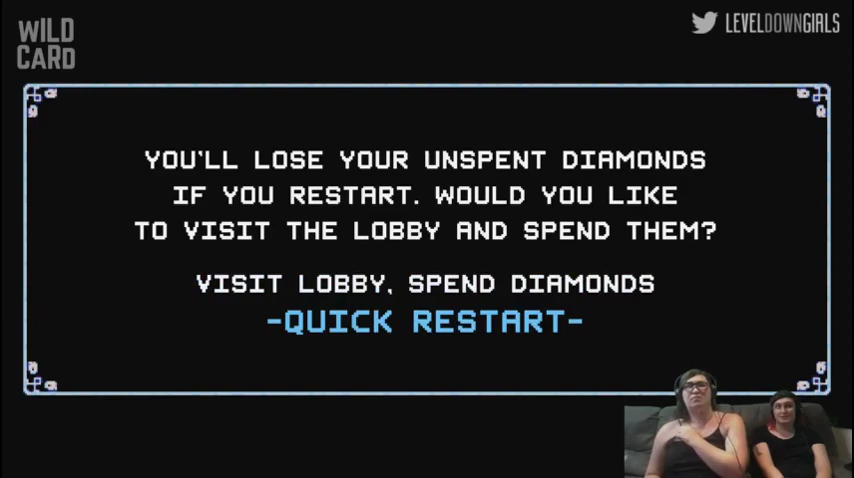 WILD
CARD
LEVELDOWNGIRLS
YOU'LL LOSE YOUR UNSPENT DIAMONDS
IF YOU RESTART. WOULD YOU LIKE
TO VISIT THE LOBBY AND SPEND THEM?
VISIT LOBBY, SPEND DIAMONDS
-QUICK RESTART-